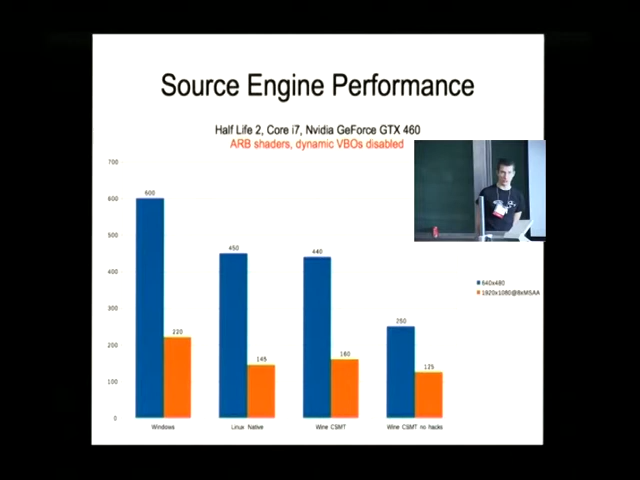 Source Engine Performance
Half Life 2, Core i7, Nvidia GeForce GTX 460
ARB shaders, dynamic VBOs disabled
700
600
500
400
300
200
100
0
600
220
450
145
440
160
250
125
640x480
1920x1080@8xMSAA
Windows
Linux Native
Wine CSMT
Wine CSMT no hacks